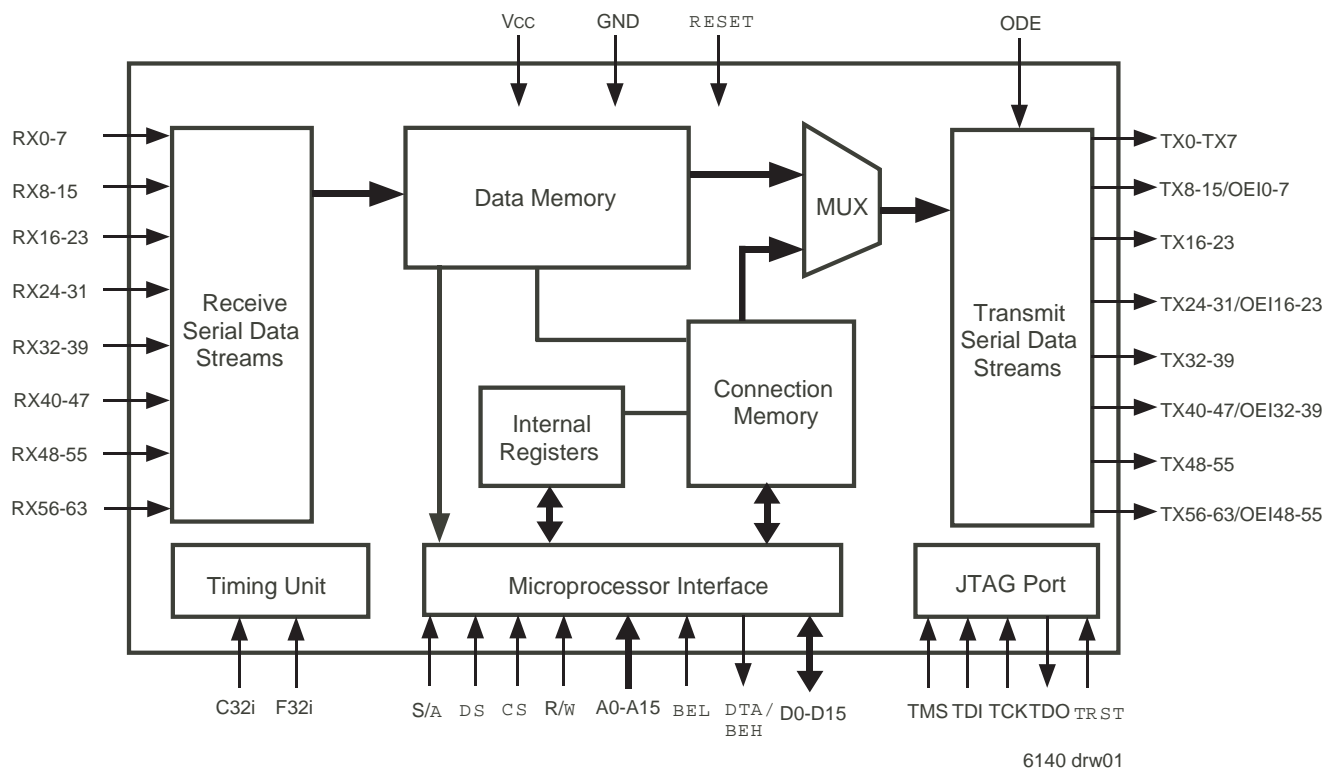 Vcc
GND
RESET
ODE
RX0-7
RX8-15
RX16-23
RX24-31
RX32-39
RX40-47
RX48-55
RX56-63
Receive
Serial Data
Streams
Data Memory
MUX
Connection
Memory
Internal
Registers
Transmit
Serial Data
Streams
TX0-TX7
TX8-15/OEI0-7
TX16-23
TX24-31/OEI16-23
TX32-39
TX40-47/OEI32-39
TX48-55
TX56-63/OEI48-55
Timing Unit
Microprocessor Interface
JTAG Port
C32i
F32i
S/A
DS
CS
R/W
A0-A15
BEL
DTA/
BEH
D0-D15
TMS
TDI
TCK
TDO
TRST
6140 drw01